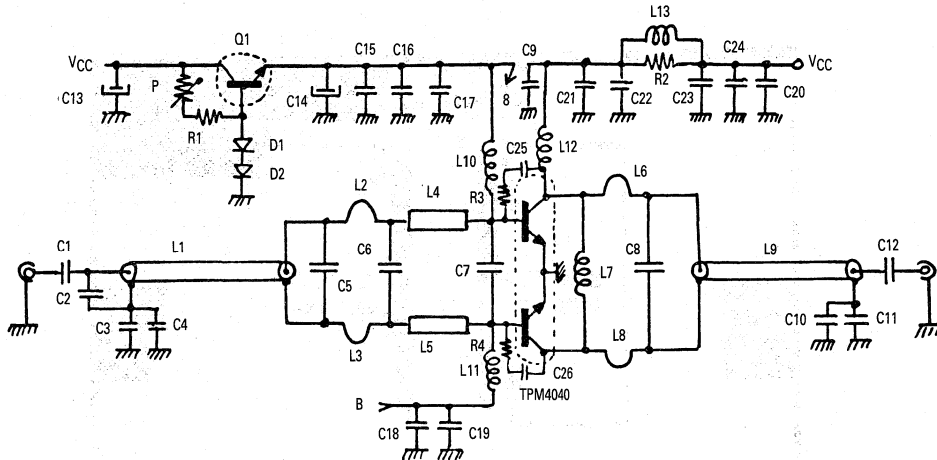 L13
Q1
C15 C16 C9 C24
VCC P R2 VCC
C13 C14 C17 8 C21 C22 C23 C20
R1
D1
C25 L12
L10
D2
R3
L2 L4 L6
C1 L1 C6 C7 L7 C8 L9 C12
C5
C2
C3 C4 C10 C11
R4
L3 L5 L8
L11 C26
TPM4040
B
C18 C19